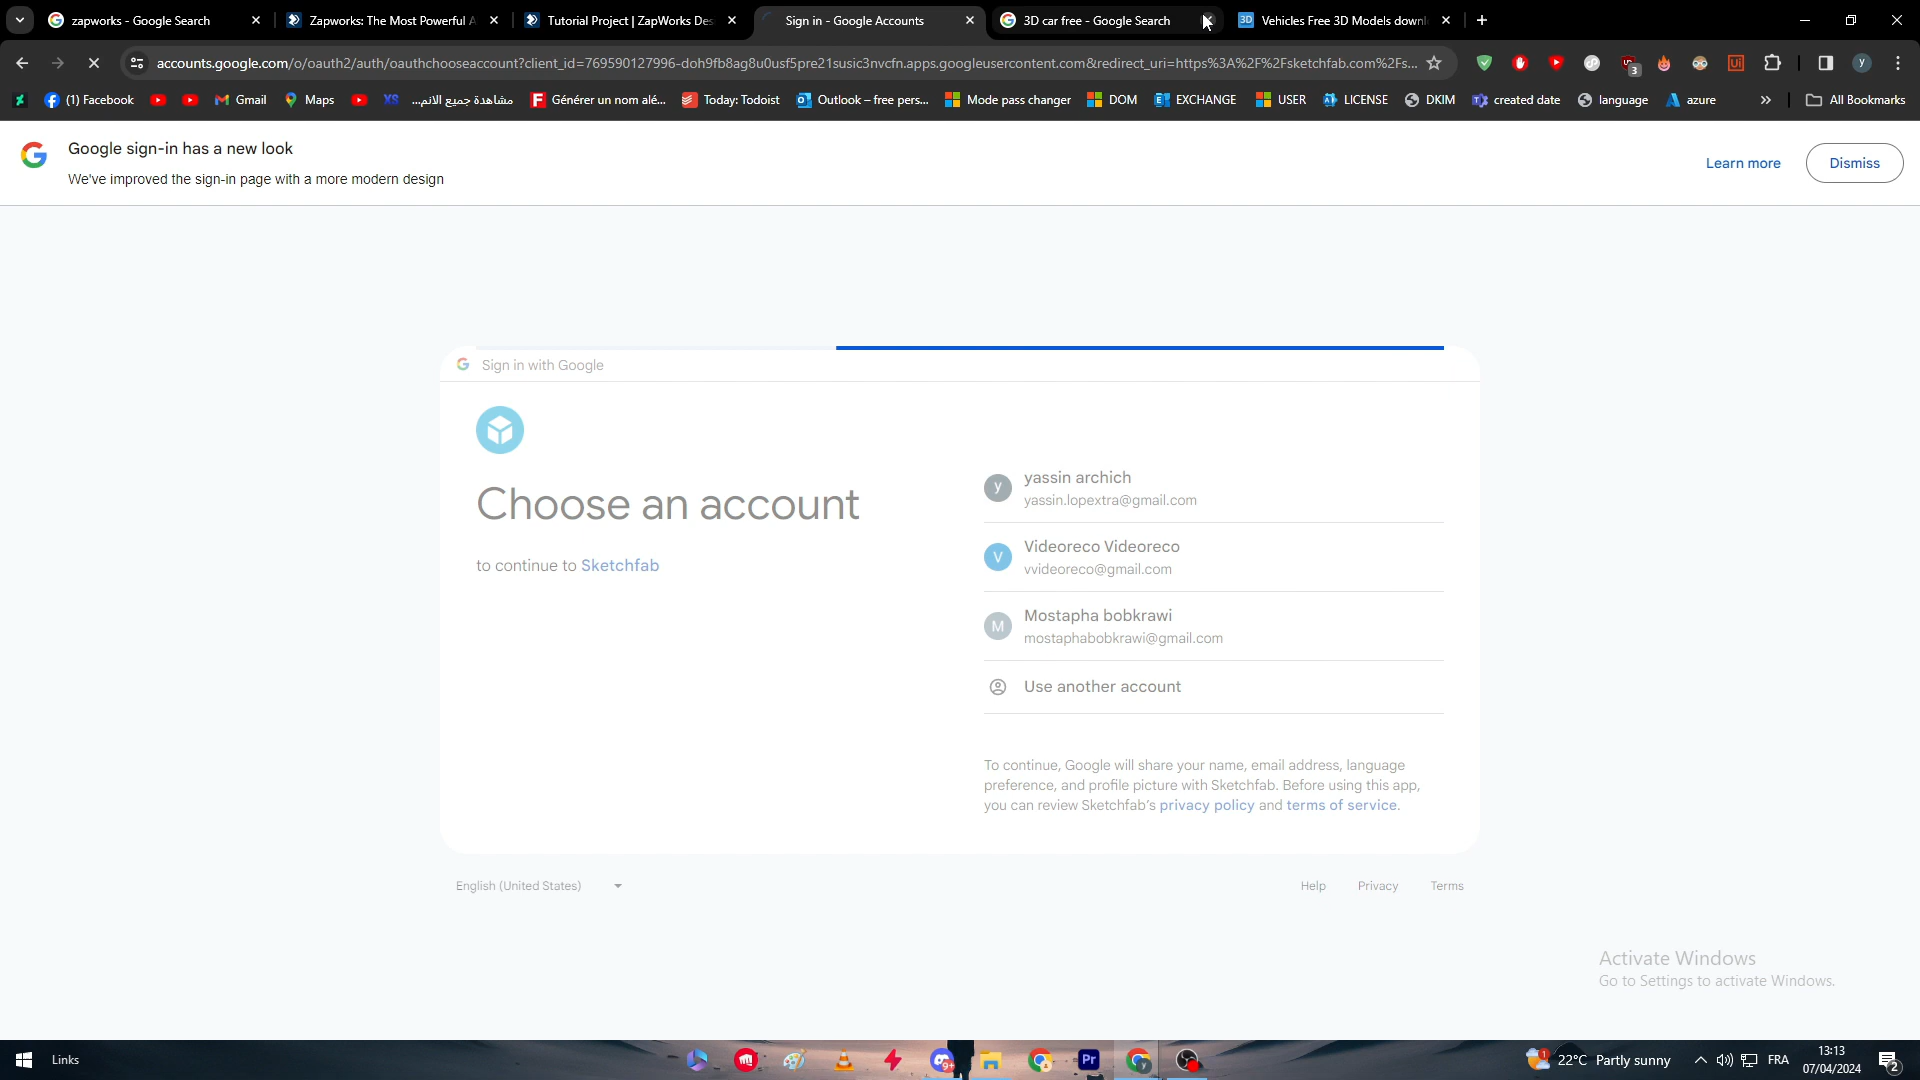 zapworks - Google Search
Zapworks: The Most Powerful A
Tutorial Project | ZapWorks Des
Sign in - Google Accounts
3D car free - Google Search
3D
Vehicles Free 3D Models downl
accounts.google.com/o/oauth2/auth/oauthchooseaccount?client_id=769590127996-doh9fb8ag8u0usf5pre21susic3nvcfn.apps.googleusercontent.com&redirect_uri=https%3A%2F%2Fsketchfab.com%2Fs...
3
y
(1) Facebook
Gmail
Maps
XS
مشاهدة جميع الانم...
Générer un nom alé...
Today: Todoist
Outlook – free pers...
Mode pass changer
DOM
EXCHANGE
USER
LICENSE
DKIM
created date
language
azure
»
All Bookmarks
Google sign-in has a new look
We've improved the sign-in page with a more modern design
Learn more
Dismiss
Sign in with Google
Choose an account
to continue to Sketchfab
y
yassin archich
yassin.lopextra@gmail.com
V
Videoreco Videoreco
vvideoreco@gmail.com
M
Mostapha bobkrawi
mostaphabobkrawi@gmail.com
Use another account
To continue, Google will share your name, email address, language
preference, and profile picture with Sketchfab. Before using this app,
you can review Sketchfab's privacy policy and terms of service.
English (United States)
Help
Privacy
Terms
Activate Windows
Go to Settings to activate Windows.
Links
9+
Pr
1
22°C Partly sunny
FRA
13:13
07/04/2024
2